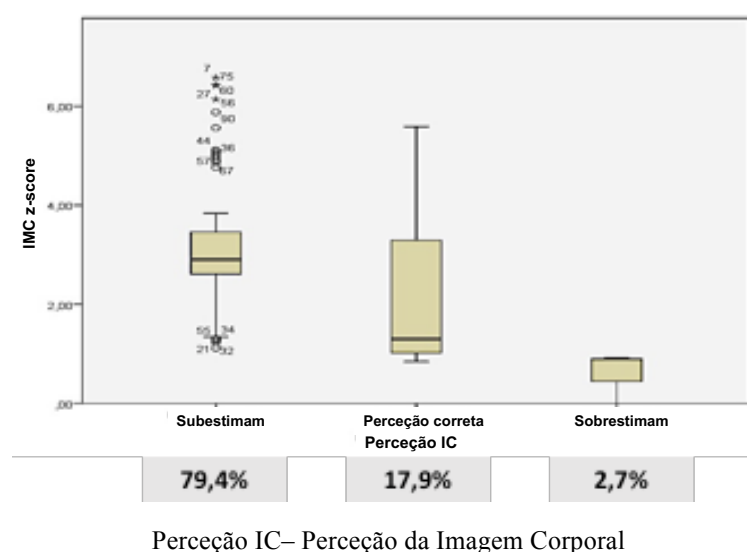 7 75
27 60
56
90
44 36
57 67
55 34
21 32
6,00
4,00
2,00
,00
IMC z-score
Subestimam Perceção correta Sobrestimam
Perceção IC
79,4% 17,9% 2,7%
Perceção IC– Perceção da Imagem Corporal